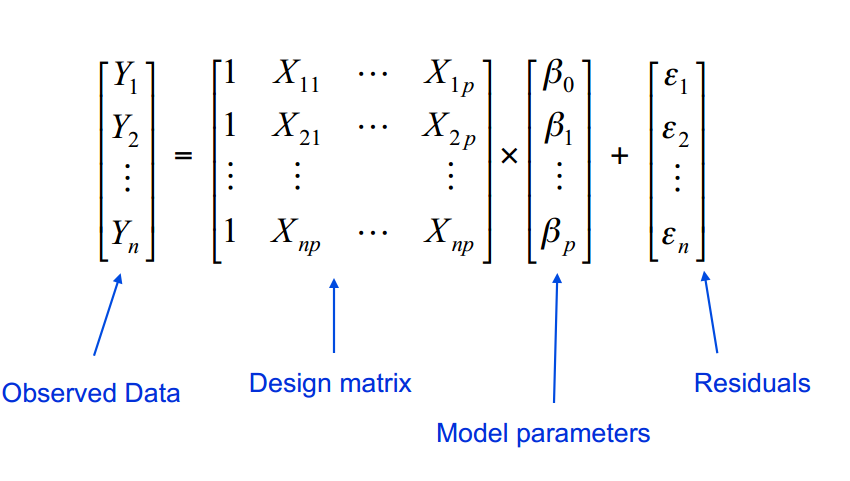 Y₁ 1 X₁₁ ⋯ X₁ₚ β₀ ε₁
Y₂ 1 X₂₁ ⋯ X₂ₚ β₁ ε₂
⋮ = ⋮ ⋮ ⋮ × ⋮ + ⋮
Yₙ 1 Xₙₚ ⋯ Xₙₚ βₚ εₙ
Observed Data
Design matrix
Residuals
Model parameters